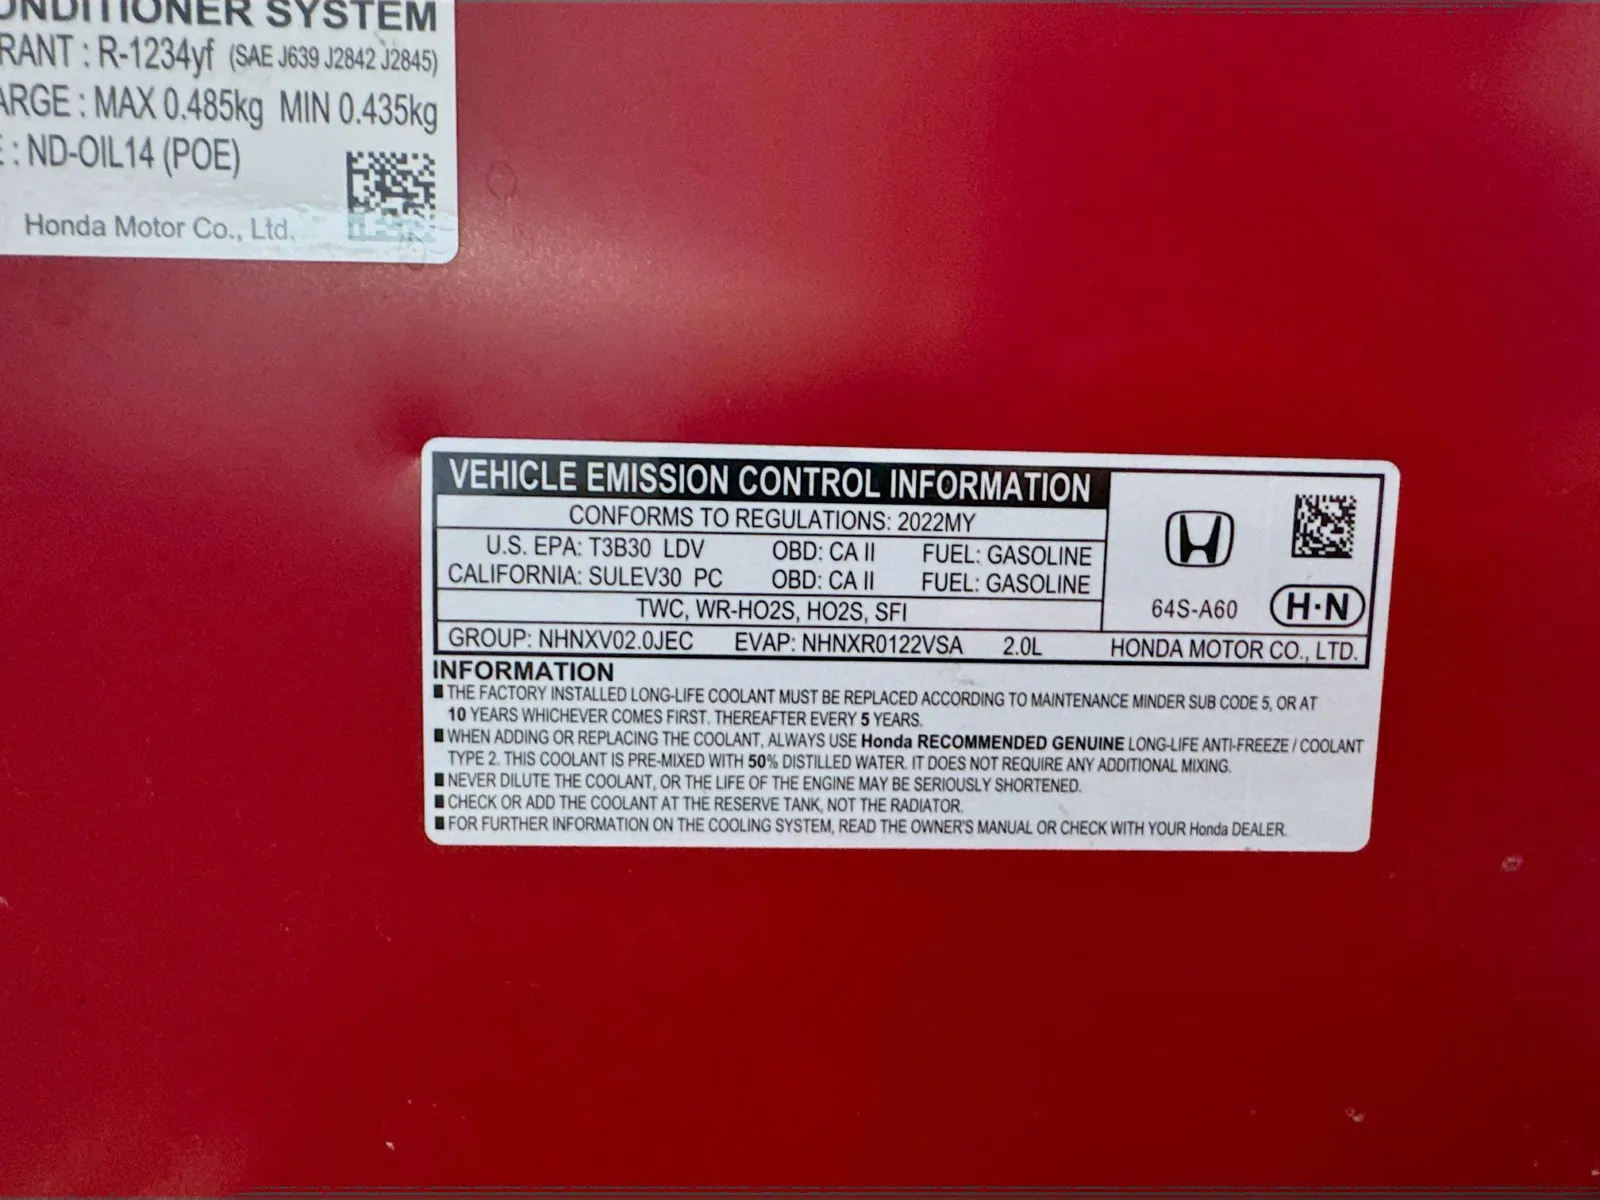 ONDITIONER SYSTEM
RANT : R-1234yf (SAE J639 J2842 J2845)
ARGE : MAX 0.485kg MIN 0.435kg
E : ND-OIL14 (POE)
Honda Motor Co., Ltd.
VEHICLE EMISSION CONTROL INFORMATION
CONFORMS TO REGULATIONS: 2022MY
U.S. EPA: T3B30 LDV OBD: CA II FUEL: GASOLINE
CALIFORNIA: SULEV30 PC OBD: CA II FUEL: GASOLINE
TWC, WR-HO2S, HO2S, SFI
64S-A60 H·N
GROUP: NHNXV02.0JEC EVAP: NHNXR0122VSA 2.0L HONDA MOTOR CO., LTD.
INFORMATION
■ THE FACTORY INSTALLED LONG-LIFE COOLANT MUST BE REPLACED ACCORDING TO MAINTENANCE MINDER SUB CODE 5, OR AT
10 YEARS WHICHEVER COMES FIRST. THEREAFTER EVERY 5 YEARS.
■ WHEN ADDING OR REPLACING THE COOLANT, ALWAYS USE Honda RECOMMENDED GENUINE LONG-LIFE ANTI-FREEZE / COOLANT
TYPE 2. THIS COOLANT IS PRE-MIXED WITH 50% DISTILLED WATER. IT DOES NOT REQUIRE ANY ADDITIONAL MIXING.
■ NEVER DILUTE THE COOLANT, OR THE LIFE OF THE ENGINE MAY BE SERIOUSLY SHORTENED.
■ CHECK OR ADD THE COOLANT AT THE RESERVE TANK, NOT THE RADIATOR.
■ FOR FURTHER INFORMATION ON THE COOLING SYSTEM, READ THE OWNER'S MANUAL OR CHECK WITH YOUR Honda DEALER.